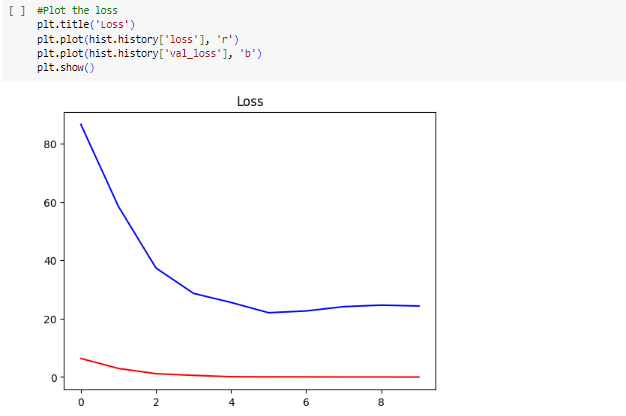 [ ] #Plot the loss
plt.title('Loss')
plt.plot(hist.history['loss'], 'r')
plt.plot(hist.history['val_loss'], 'b')
plt.show()
Loss
80
60
40
20
0
0 2 4 6 8